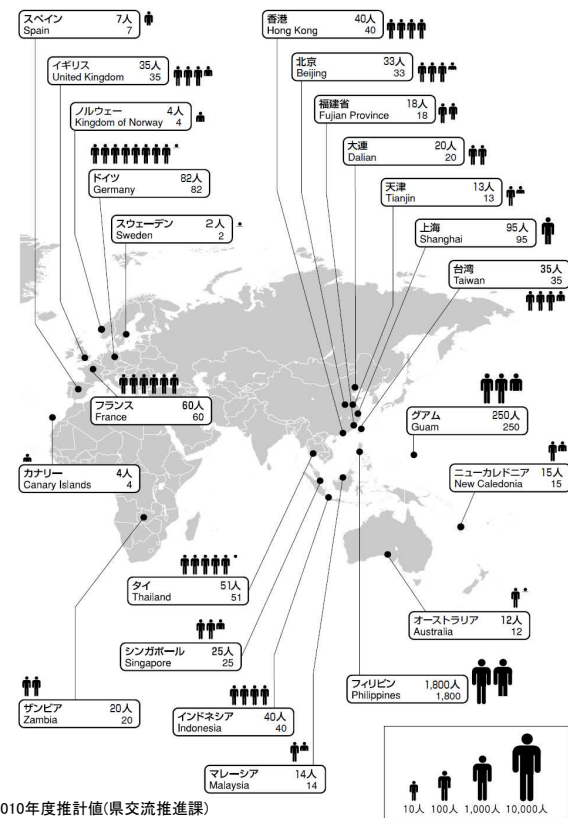 スペイン 7人
Spain 7
香港 40人
Hong Kong 40
イギリス 35人
United Kingdom 35
北京 33人
Beijing 33
ノルウェー 4人
Kingdom of Norway 4
福建省 18人
Fujian Province 18
大連 20人
Dalian 20
ドイツ 82人
Germany 82
天津 13人
Tianjin 13
スウェーデン 2人
Sweden 2
上海 95人
Shanghai 95
台湾 35人
Taiwan 35
フランス 60人
France 60
グアム 250人
Guam 250
カナリー 4人
Canary Islands 4
ニューカレドニア 15人
New Caledonia 15
タイ 51人
Thailand 51
オーストラリア 12人
Australia 12
シンガポール 25人
Singapore 25
フィリピン 1,800人
Philippines 1,800
ザンビア 20人
Zambia 20
インドネシア 40人
Indonesia 40
マレーシア 14人
Malaysia 14
10人 100人 1,000人 10,000人
010年度推計値(県交流推進課)